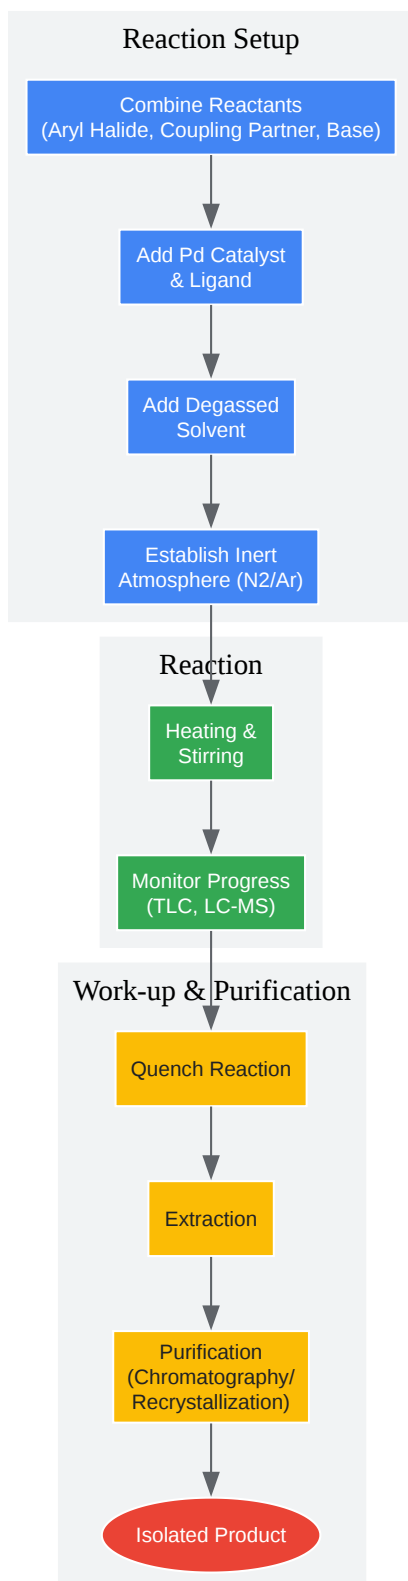 Reaction Setup
Combine Reactants
(Aryl Halide, Coupling Partner, Base)
Add Pd Catalyst
& Ligand
Add Degassed
Solvent
Establish Inert
Atmosphere (N2/Ar)
Reaction
Heating &
Stirring
Monitor Progress
(TLC, LC-MS)
Work-up & Purification
Quench Reaction
Extraction
Purification
(Chromatography/
Recrystallization)
Isolated Product